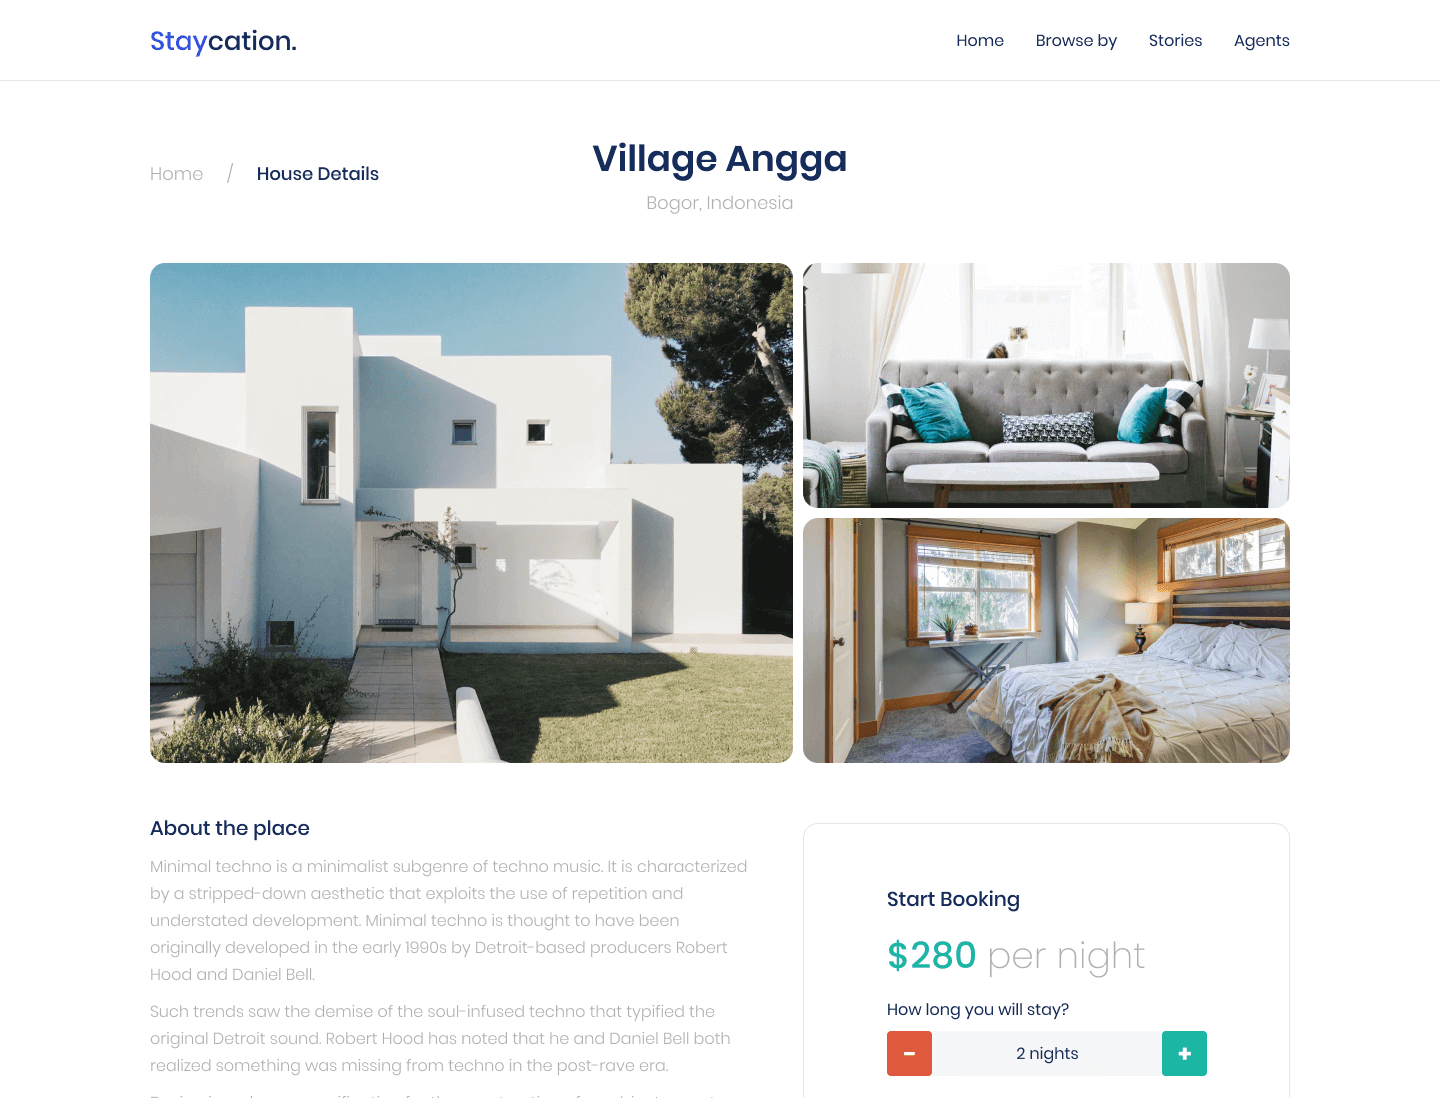 Staycation.
Home
Browse by
Stories
Agents
Home / House Details
Village Angga
Bogor, Indonesia
About the place
Minimal techno is a minimalist subgenre of techno music. It is characterized
by a stripped-down aesthetic that exploits the use of repetition and
understated development. Minimal techno is thought to have been
originally developed in the early 1990s by Detroit-based producers Robert
Hood and Daniel Bell.
Such trends saw the demise of the soul-infused techno that typified the
original Detroit sound. Robert Hood has noted that he and Daniel Bell both
realized something was missing from techno in the post-rave era.
Start Booking
$280 per night
How long you will stay?
- 2 nights +